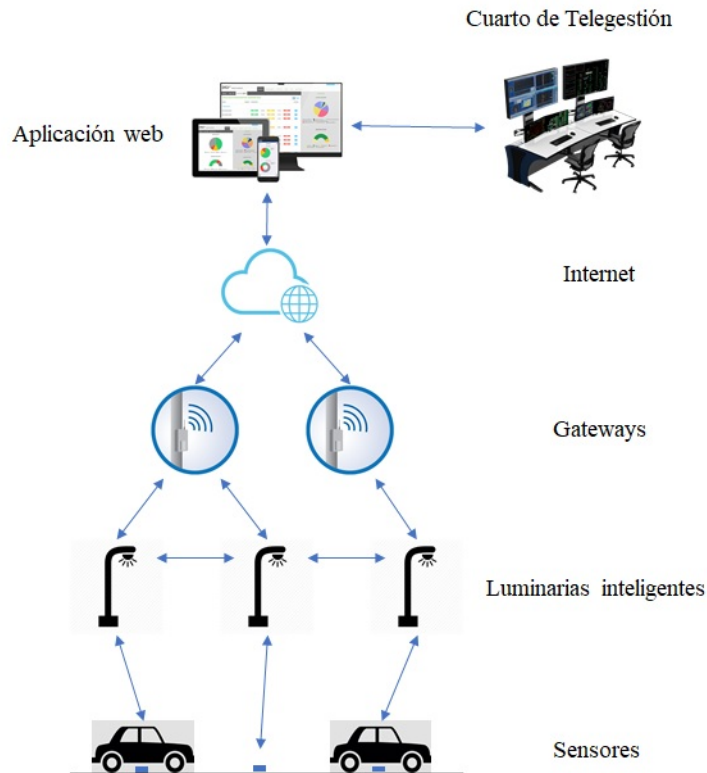 Cuarto de Telegestión
Aplicación web
Internet
Gateways
Luminarias inteligentes
Sensores